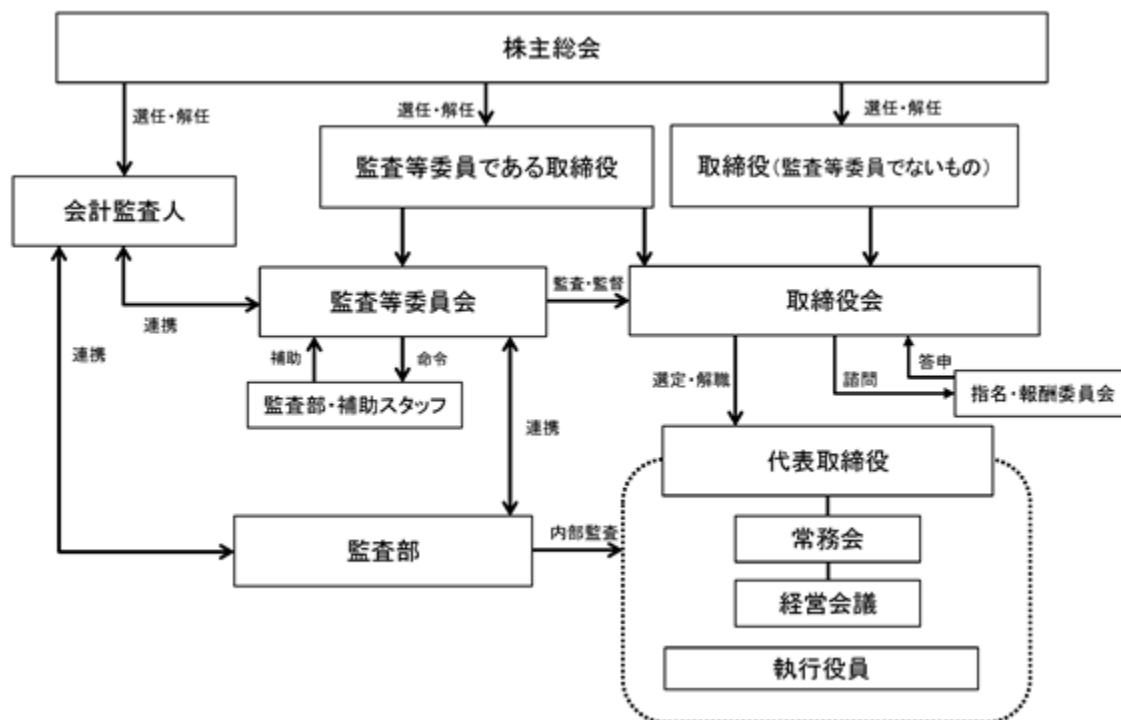 株主総会
選任・解任
選任・解任
選任・解任
監査等委員である取締役
取締役（監査等委員でないもの）
会計監査人
監査等委員会
監査・監督
取締役会
連携
連携
補助
命令
選定・解職
諮問
答申
指名・報酬委員会
監査部・補助スタッフ
連携
代表取締役
監査部
内部監査
常務会
経営会議
執行役員